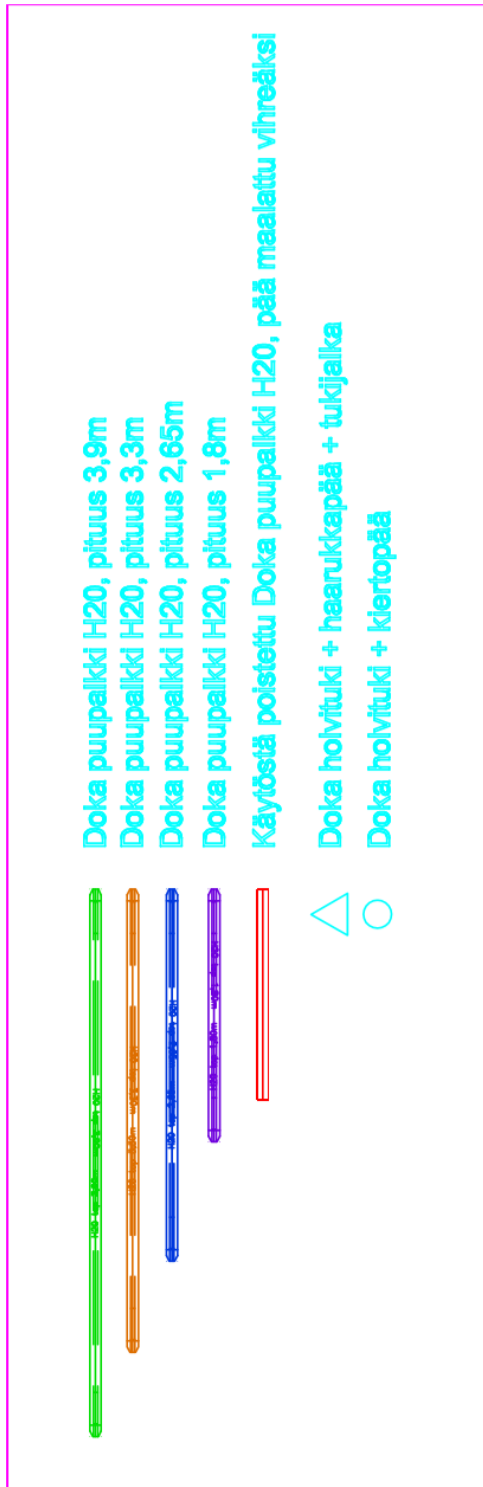 Doka puupalkki H20, pituus 3,9m
Doka puupalkki H20, pituus 3,3m
Doka puupalkki H20, pituus 2,65m
Doka puupalkki H20, pituus 1,8m
Käytöstä poistettu Doka puupalkki H20, pää maalattu vihreäksi
Doka holvituki + haarukkapää + tukijalka
Doka holvituki + kiertopää